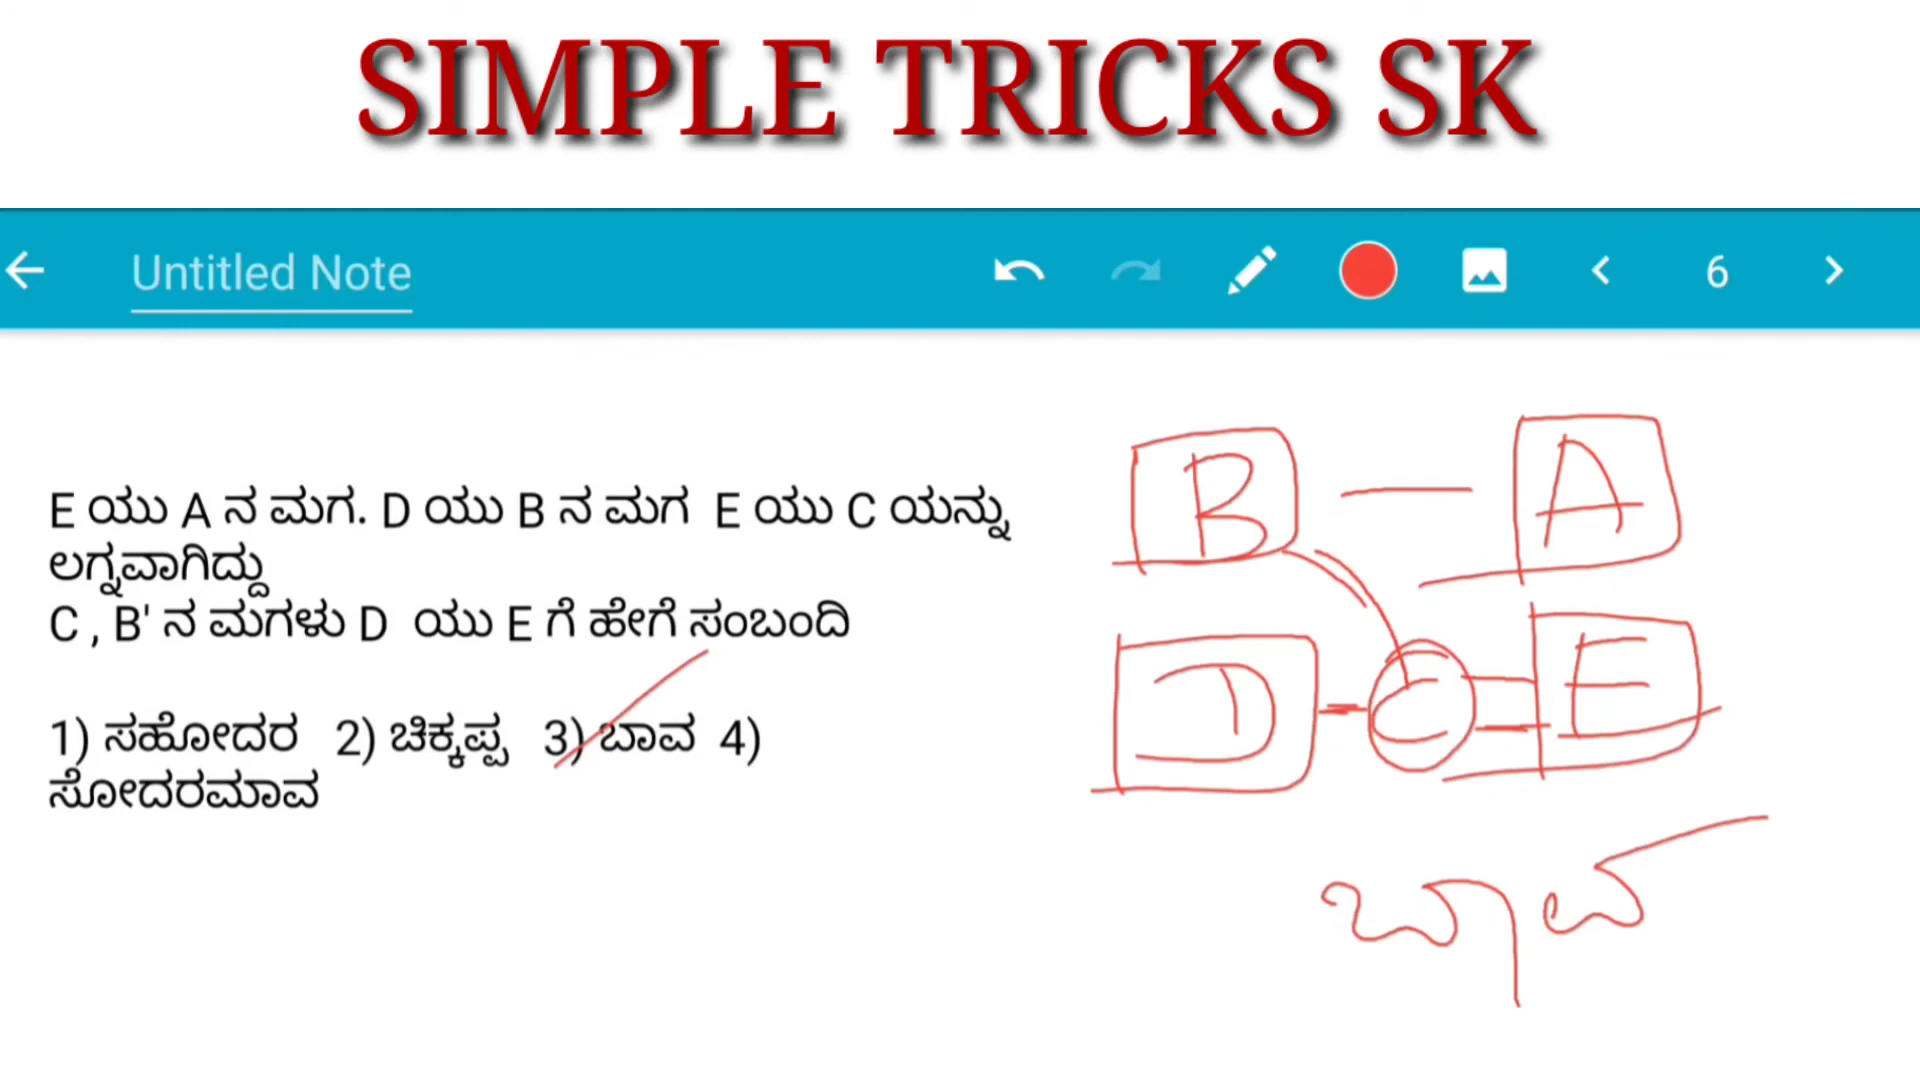 SIMPLE TRICKS SK
Untitled Note
6
E ಯು A ನ ಮಗ. D ಯು B ನ ಮಗ E ಯು C ಯನ್ನು
ಲಗ್ನವಾಗಿದ್ದು
C , B' ನ ಮಗಳು D ಯು E ಗೆ ಹೇಗೆ ಸಂಬಂದಿ
1) ಸಹೋದರ 2) ಚಿಕ್ಕಪ್ಪ 3) ಬಾವ 4)
ಸೋದರಮಾವ
B — A
D C E
ಬಾವ